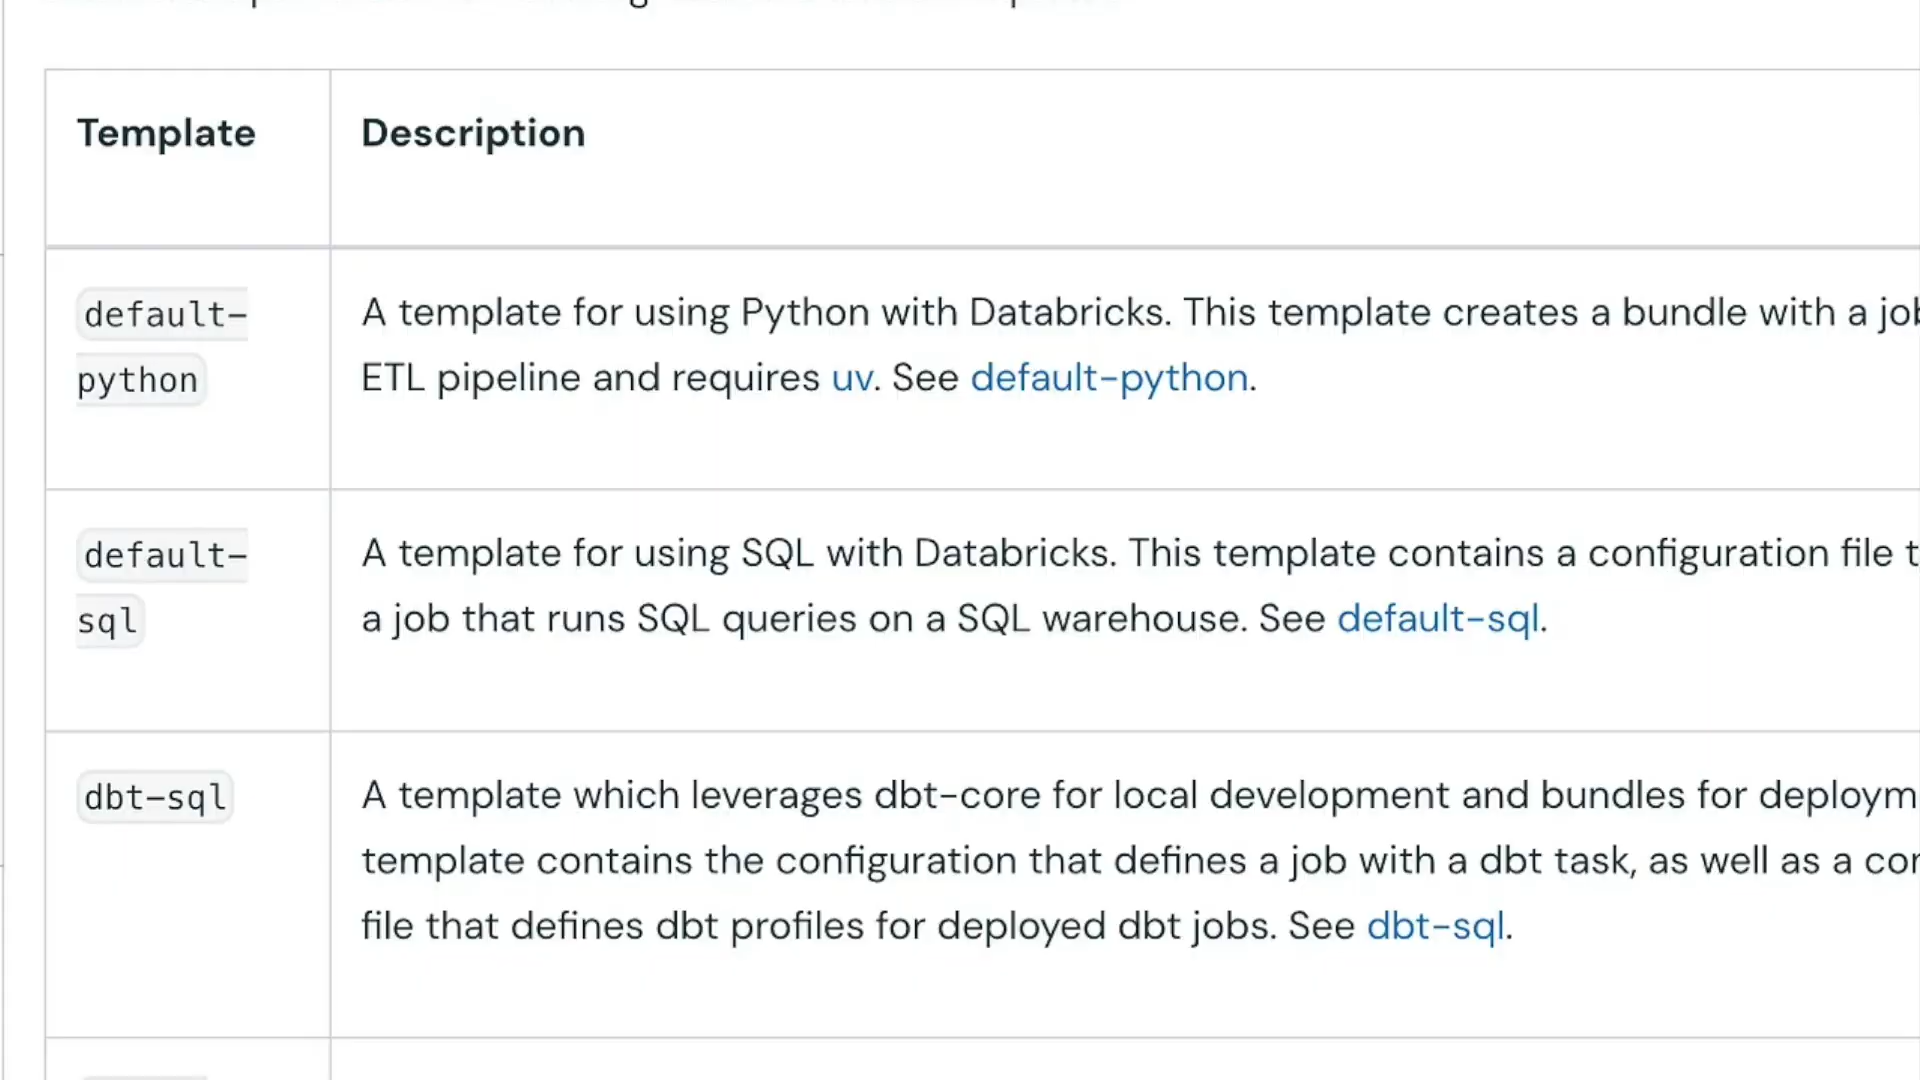 Template
Description
default-
python
A template for using Python with Databricks. This template creates a bundle with a
ETL pipeline and requires uv. See default-python.
default-
sql
A template for using SQL with Databricks. This template contains a configuration file
a job that runs SQL queries on a SQL warehouse. See default-sql.
dbt-sql
A template which leverages dbt-core for local development and bundles for
template contains the configuration that defines a job with a dbt task, as well as a
file that defines dbt profiles for deployed dbt jobs. See dbt-sql.